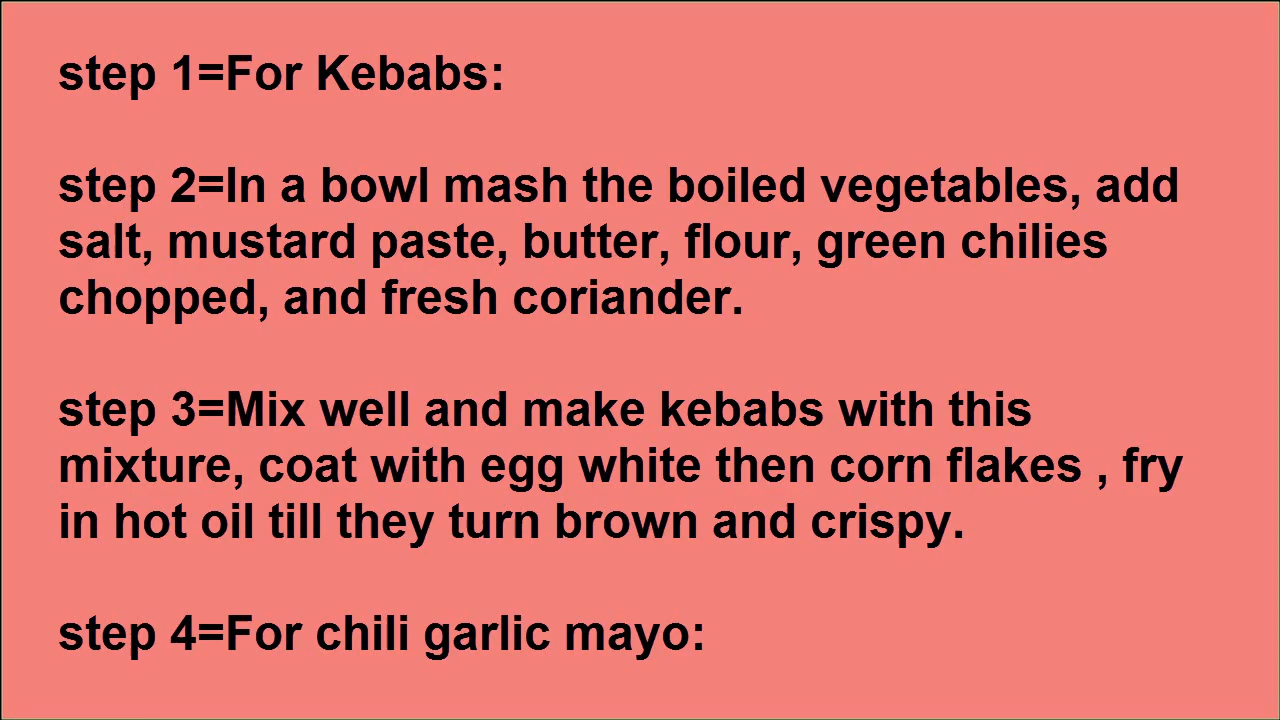 step 1=For Kebabs:
step 2=In a bowl mash the boiled vegetables, add
salt, mustard paste, butter, flour, green chilies
chopped, and fresh coriander.
step 3=Mix well and make kebabs with this
mixture, coat with egg white then corn flakes , fry
in hot oil till they turn brown and crispy.
step 4=For chili garlic mayo: